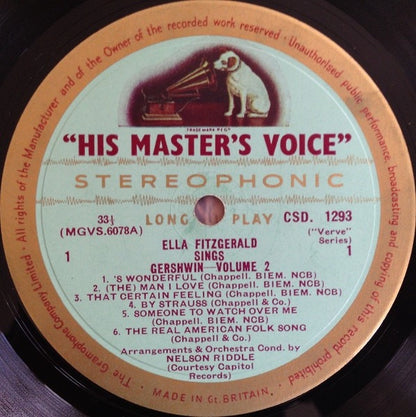 All rights of the Manufacturer and of the Owner of the recorded work reserved. Unauthorised public performance, broadcasting and copying of this record prohibited.
TRADE MARK REGD
"HIS MASTER'S VOICE"
STEREOPHONIC
33⅓ LONG PLAY CSD. 1293
(MGVS.6078A) ("Verve" Series)
1 ELLA FITZGERALD 1
SINGS
GERSHWIN—VOLUME 2
1. 'S WONDERFUL (Chappell. BIEM. NCB)
2. (THE) MAN I LOVE (Chappell. BIEM. NCB)
3. THAT CERTAIN FEELING (Chappell. BIEM. NCB)
4. BY STRAUSS (Chappell & Co.)
5. SOMEONE TO WATCH OVER ME
(Chappell. BIEM. NCB)
6. THE REAL AMERICAN FOLK SONG
(Chappell & Co.)
Arrangements & Orchestra Cond. by
NELSON RIDDLE
(Courtesy Capitol
Records)
The Gramophone Company Limited.
MADE IN Gt. BRITAIN.